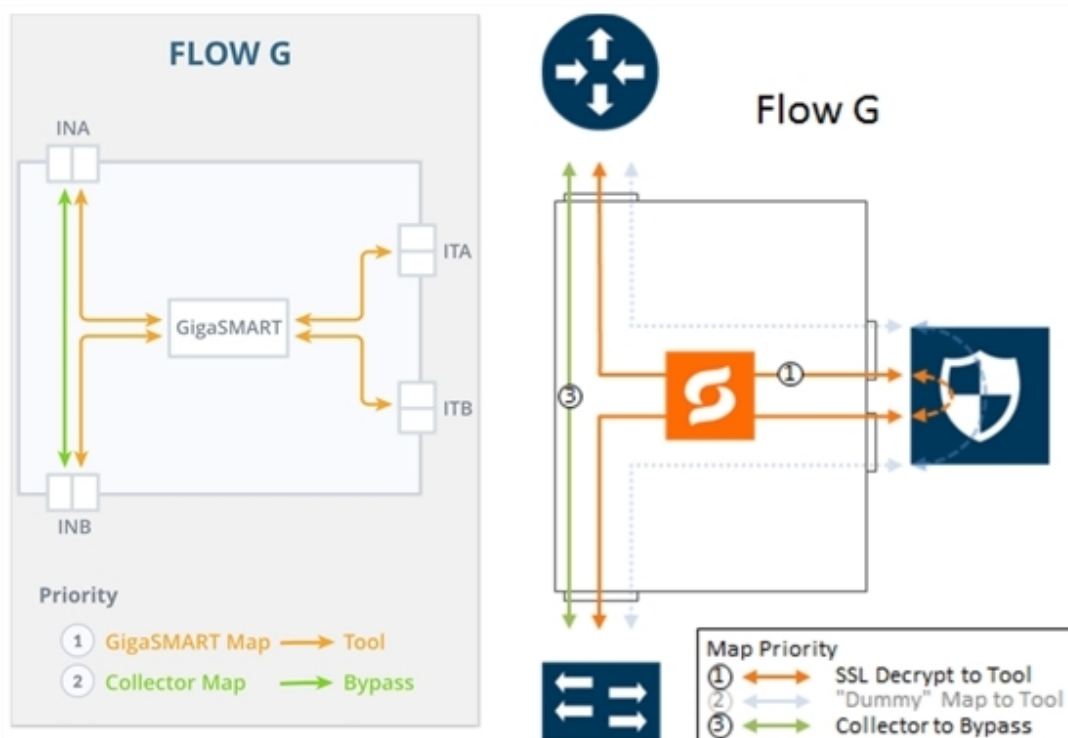 FLOW G
INA
ITA
GigaSMART
ITB
INB
Priority
1 GigaSMART Map Tool
2 Collector Map Bypass
Flow G
1
3
Map Priority
1 SSL Decrypt to Tool
2 "Dummy" Map to Tool
3 Collector to Bypass